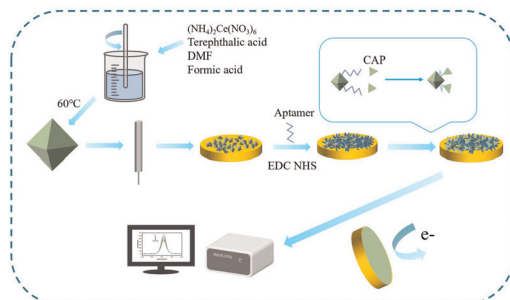 (NH₄)₂Ce(NO₃)₆
Terephthalic acid
DMF
Formic acid
CAP
60℃
Aptamer
EDC NHS
e-